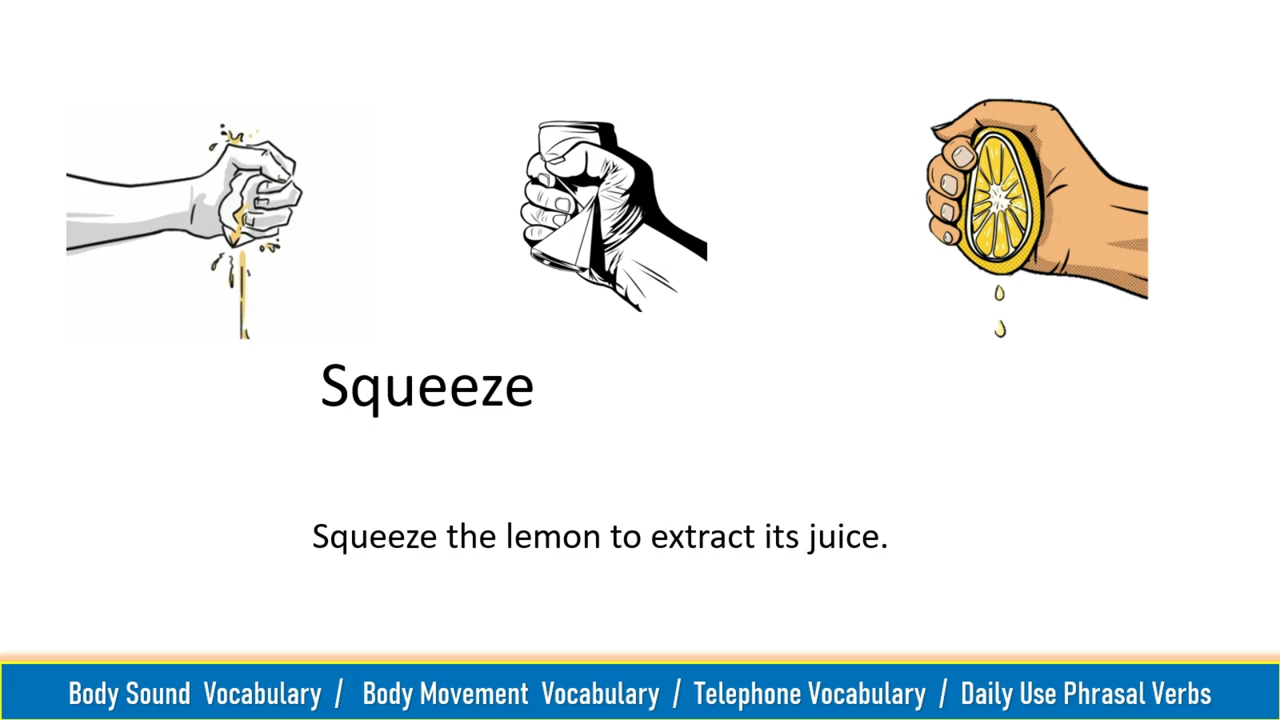 Squeeze
Squeeze the lemon to extract its juice.
Body Sound Vocabulary / Body Movement Vocabulary / Telephone Vocabulary / Daily Use Phrasal Verbs